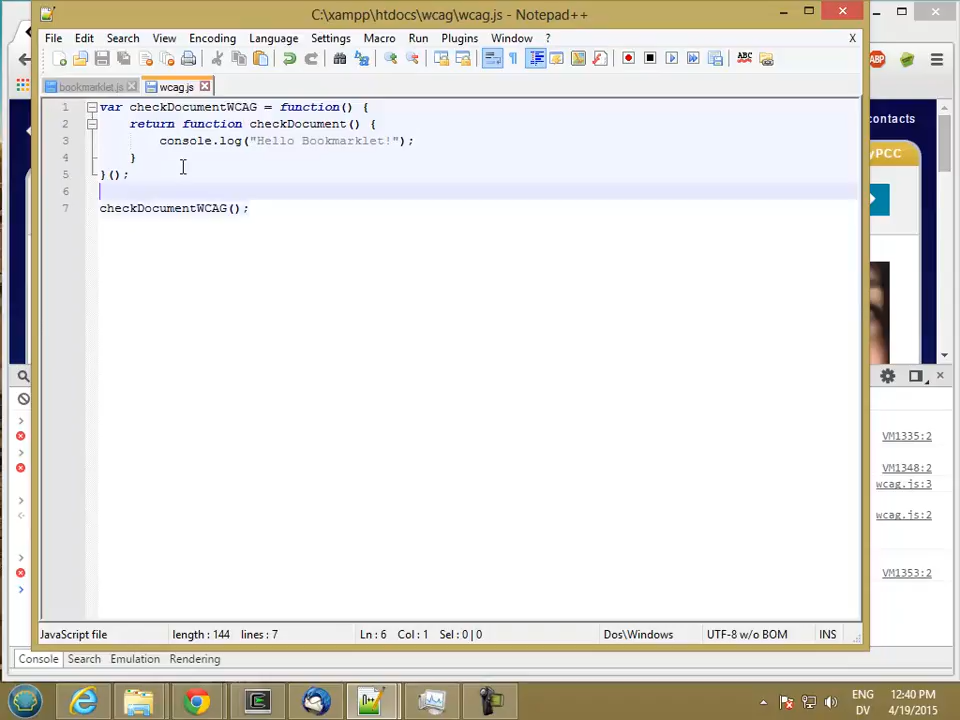 C:\xampp\htdocs\wcag\wcag.js - Notepad++
File Edit Search View Encoding Language Settings Macro Run Plugins Window ? X
bookmarklet.js wcag.js
1 var checkDocumentWCAG = function() {
2 return function checkDocument() {
3 console.log("Hello Bookmarklet!");
4 }
5 }();
6
7 checkDocumentWCAG();
ABP
contacts
yPCC
VM1335:2
VM1348:2
wcag.js:3
wcag.js:2
VM1353:2
JavaScript file length : 144 lines : 7 Ln : 6 Col : 1 Sel : 0 | 0 Dos\Windows UTF-8 w/o BOM INS
Console Search Emulation Rendering
ENG 12:40 PM
DV 4/19/2015